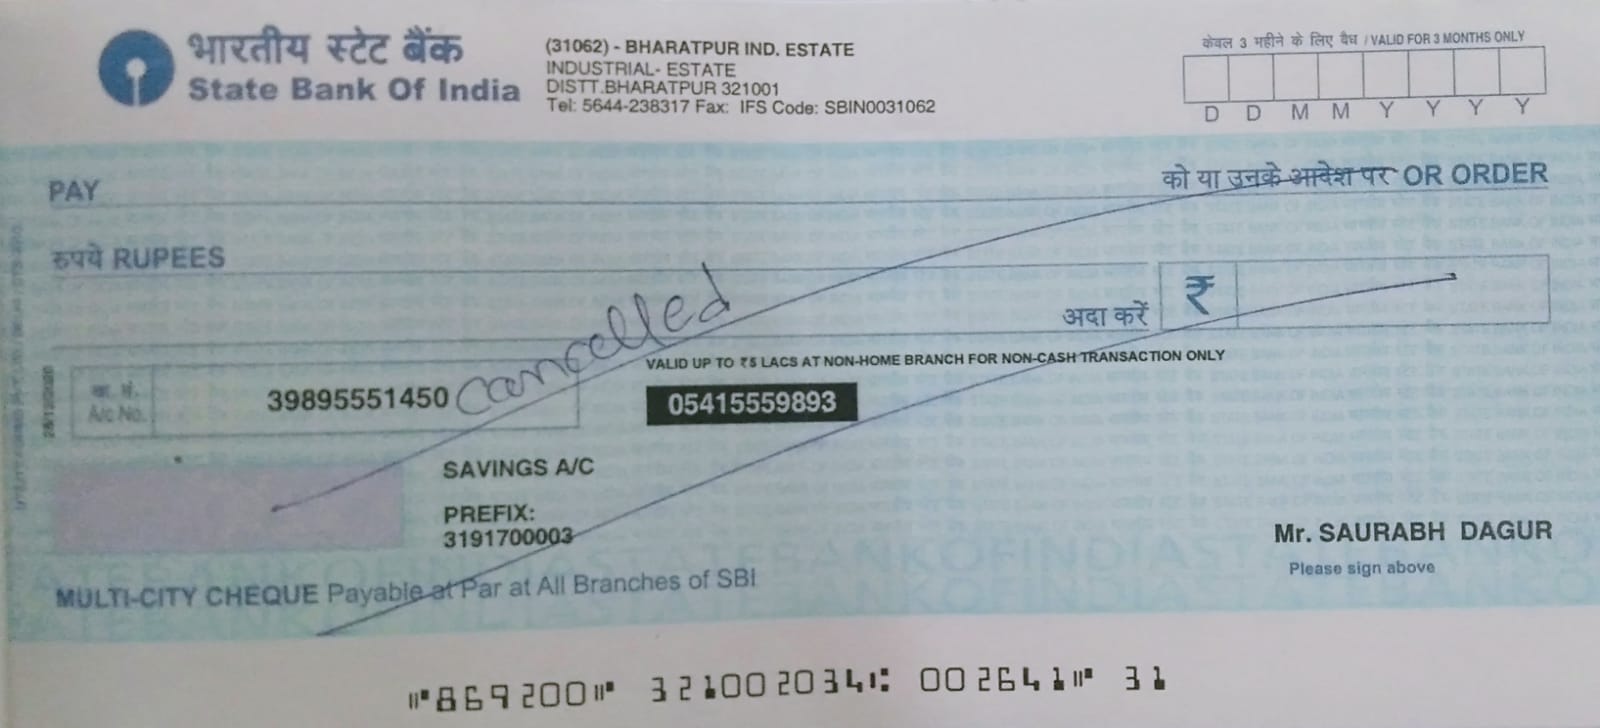 भारतीय स्टेट बैंक
State Bank Of India
(31062) - BHARATPUR IND. ESTATE
INDUSTRIAL- ESTATE
DISTT.BHARATPUR 321001
Tel: 5644-238317 Fax: IFS Code: SBIN0031062
केवल 3 महीने के लिए वैध / VALID FOR 3 MONTHS ONLY
D D M M Y Y Y Y
PAY
को या उनके आदेश पर OR ORDER
रुपये RUPEES
अदा करें ₹
cancelled
VALID UP TO ₹5 LACS AT NON-HOME BRANCH FOR NON-CASH TRANSACTION ONLY
खा. सं.
A/c No.
39895551450
05415559893
SAVINGS A/C
PREFIX:
3191700003
Mr. SAURABH DAGUR
Please sign above
MULTI-CITY CHEQUE Payable at Par at All Branches of SBI
⑈869200⑈ 321002034⑆ 002641⑈ 31